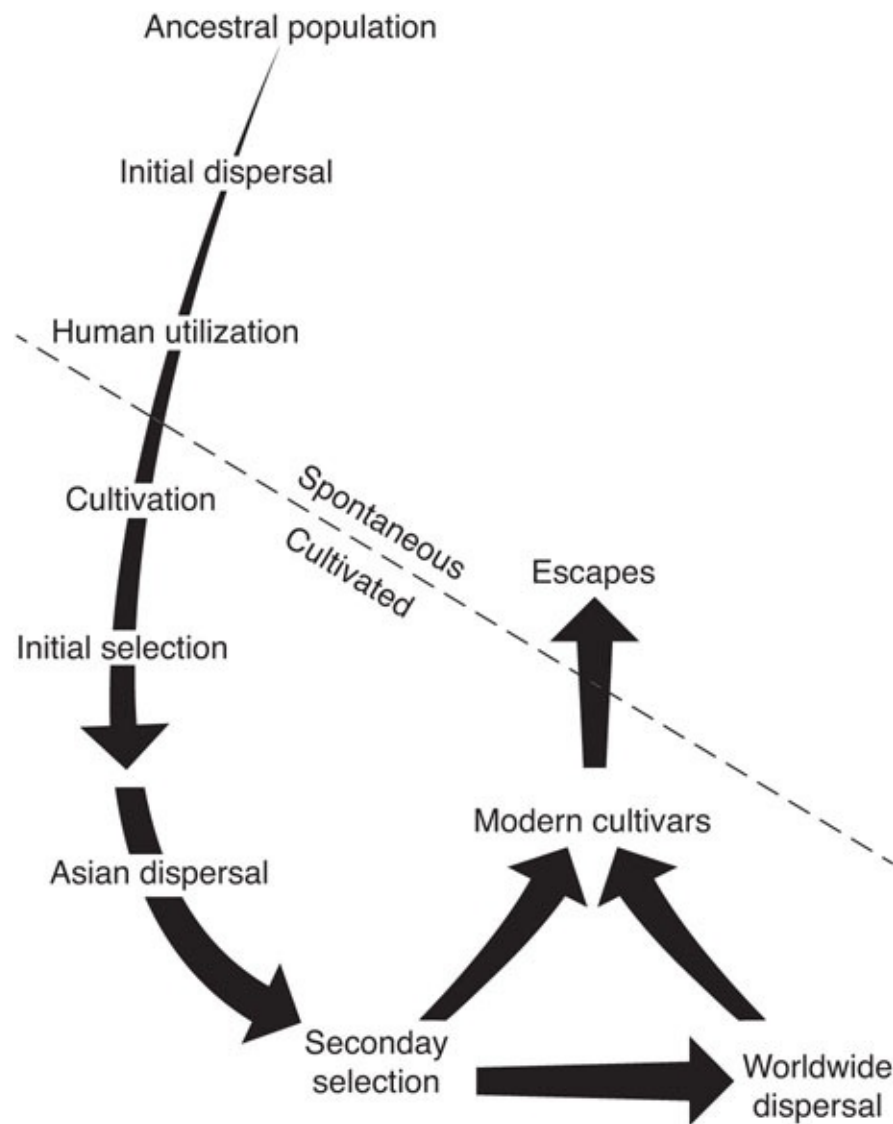 Ancestral population
Initial dispersal
Human utilization
Cultivation
Spontaneous
Cultivated
Escapes
Initial selection
Modern cultivars
Asian dispersal
Seconday
selection
Worldwide
dispersal